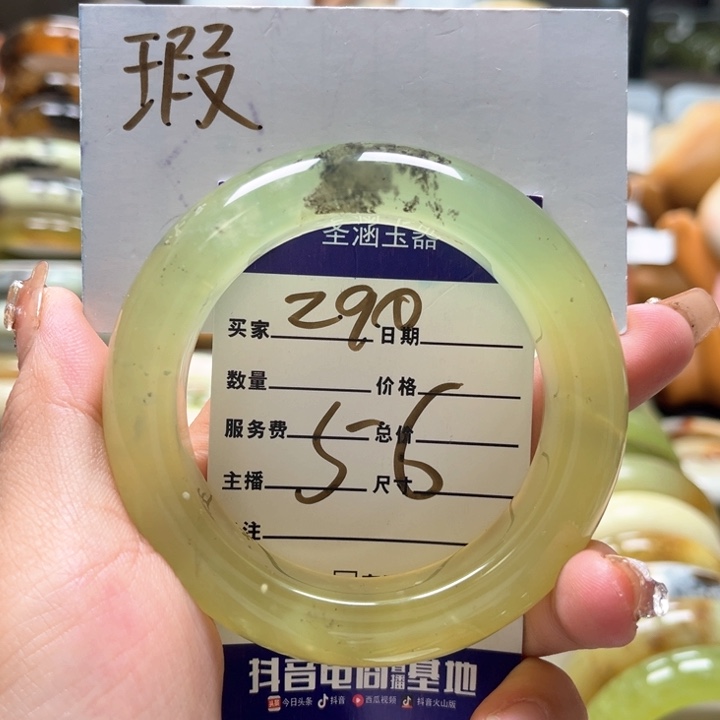 瑕
圣涵玉器
290
买家 日期
数量 价格
56
服务费 总价
主播 尺寸
注
抖音电商直播基地
今日头条 抖音 西瓜视频 抖音火山版